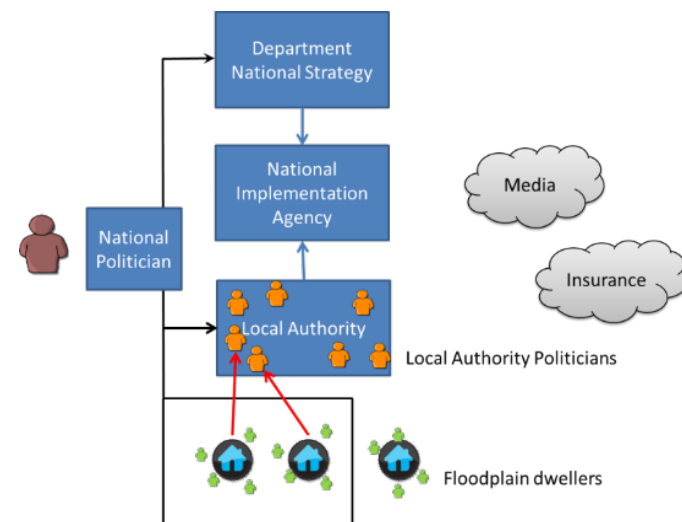 Department
National Strategy
National
Implementation
Agency
Media
National
Politician
Insurance
Local Authority
Local Authority Politicians
Floodplain dwellers